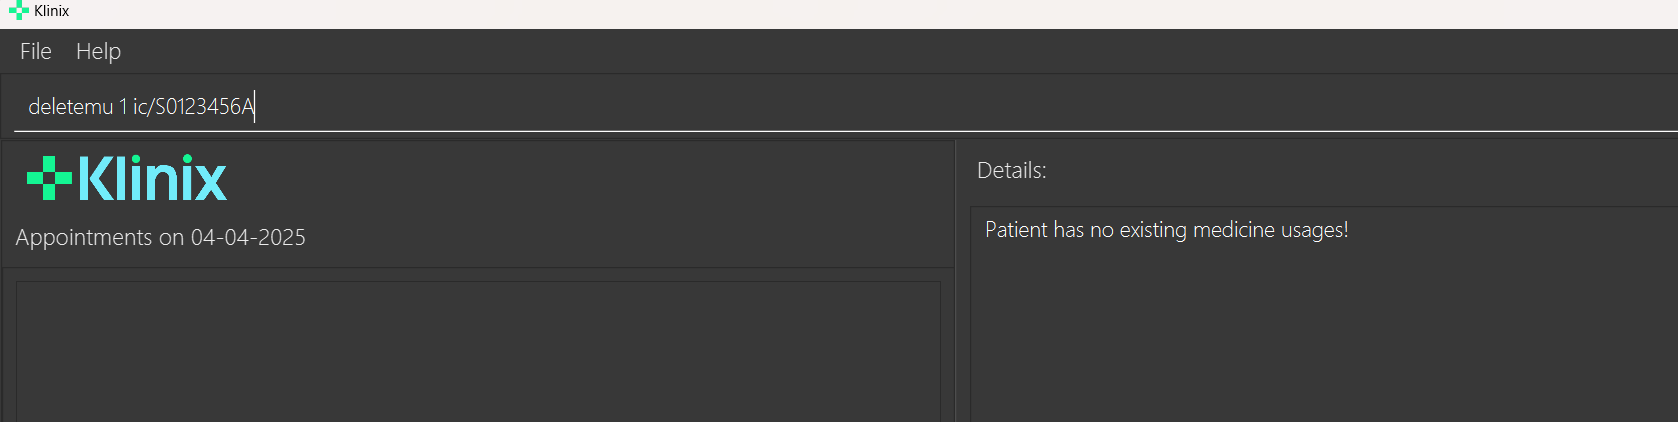 Klinix
File Help
deletemu 1 ic/S0123456A
Klinix
Appointments on 04-04-2025
Details:
Patient has no existing medicine usages!